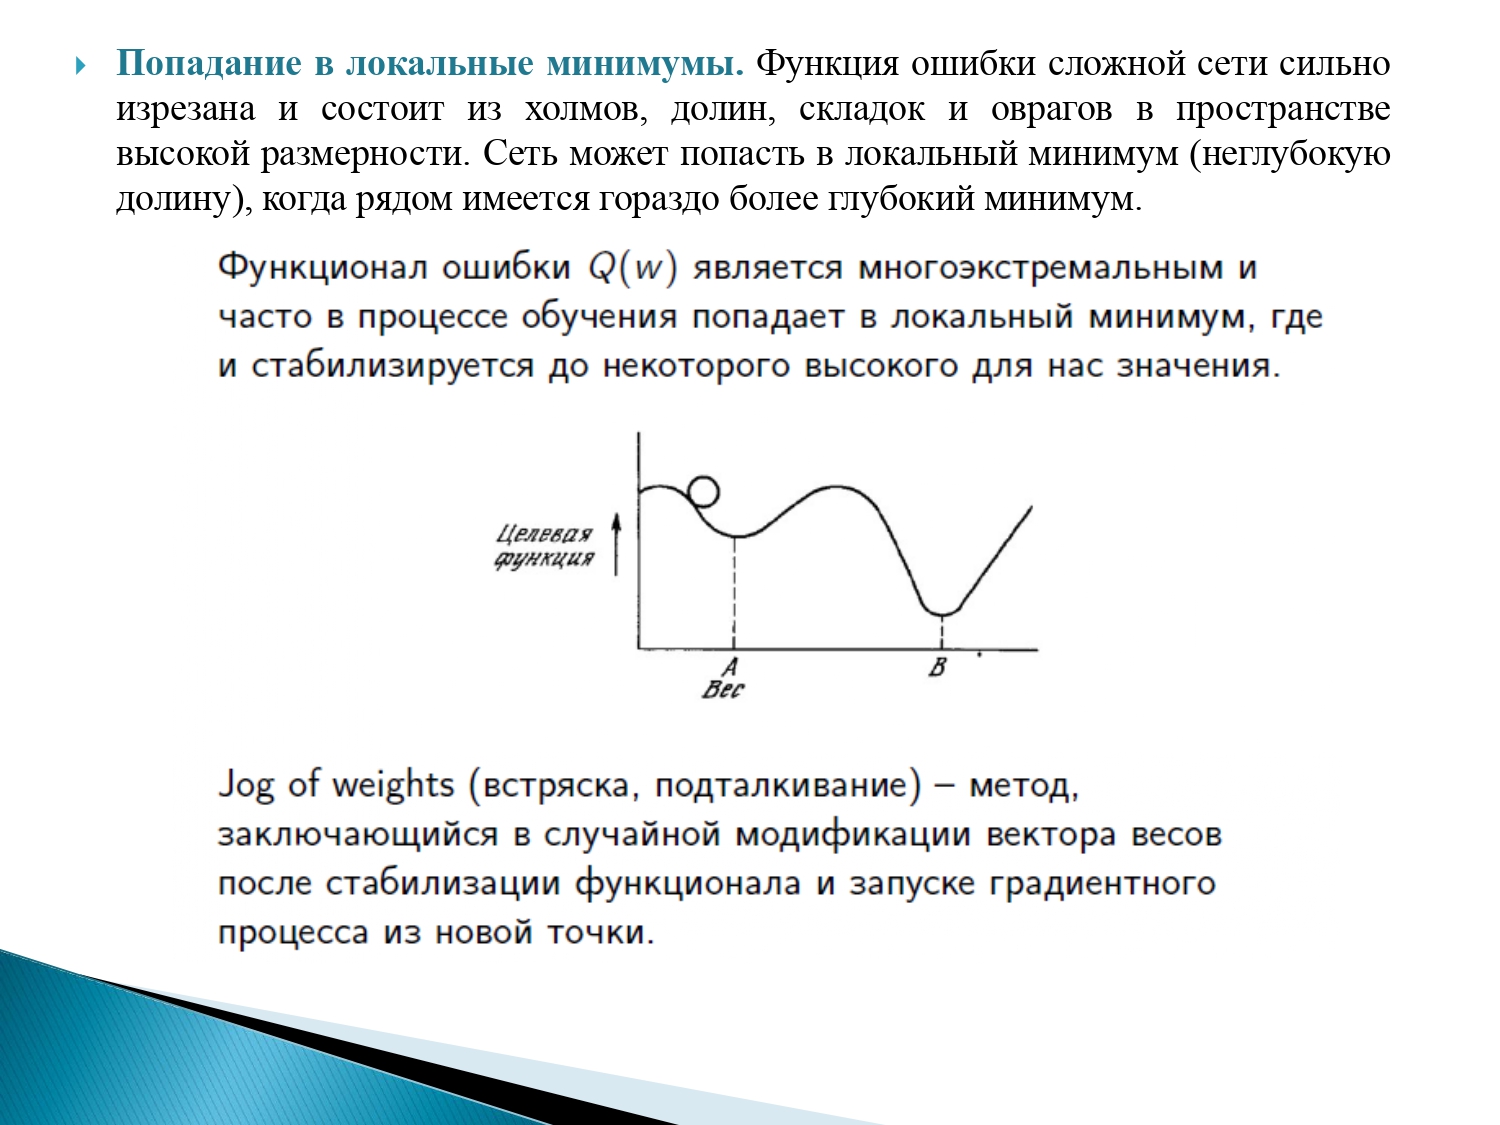 Попадание в локальные минимумы. Функция ошибки сложной сети сильно
изрезана и состоит из холмов, долин, складок и оврагов в пространстве
высокой размерности. Сеть может попасть в локальный минимум (неглубокую
долину), когда рядом имеется гораздо более глубокий минимум.
Функционал ошибки Q(w) является многоэкстремальным и
часто в процессе обучения попадает в локальный минимум, где
и стабилизируется до некоторого высокого для нас значения.
Целевая
функция
A
B
Вес
Jog of weights (встряска, подталкивание) – метод,
заключающийся в случайной модификации вектора весов
после стабилизации функционала и запуске градиентного
процесса из новой точки.